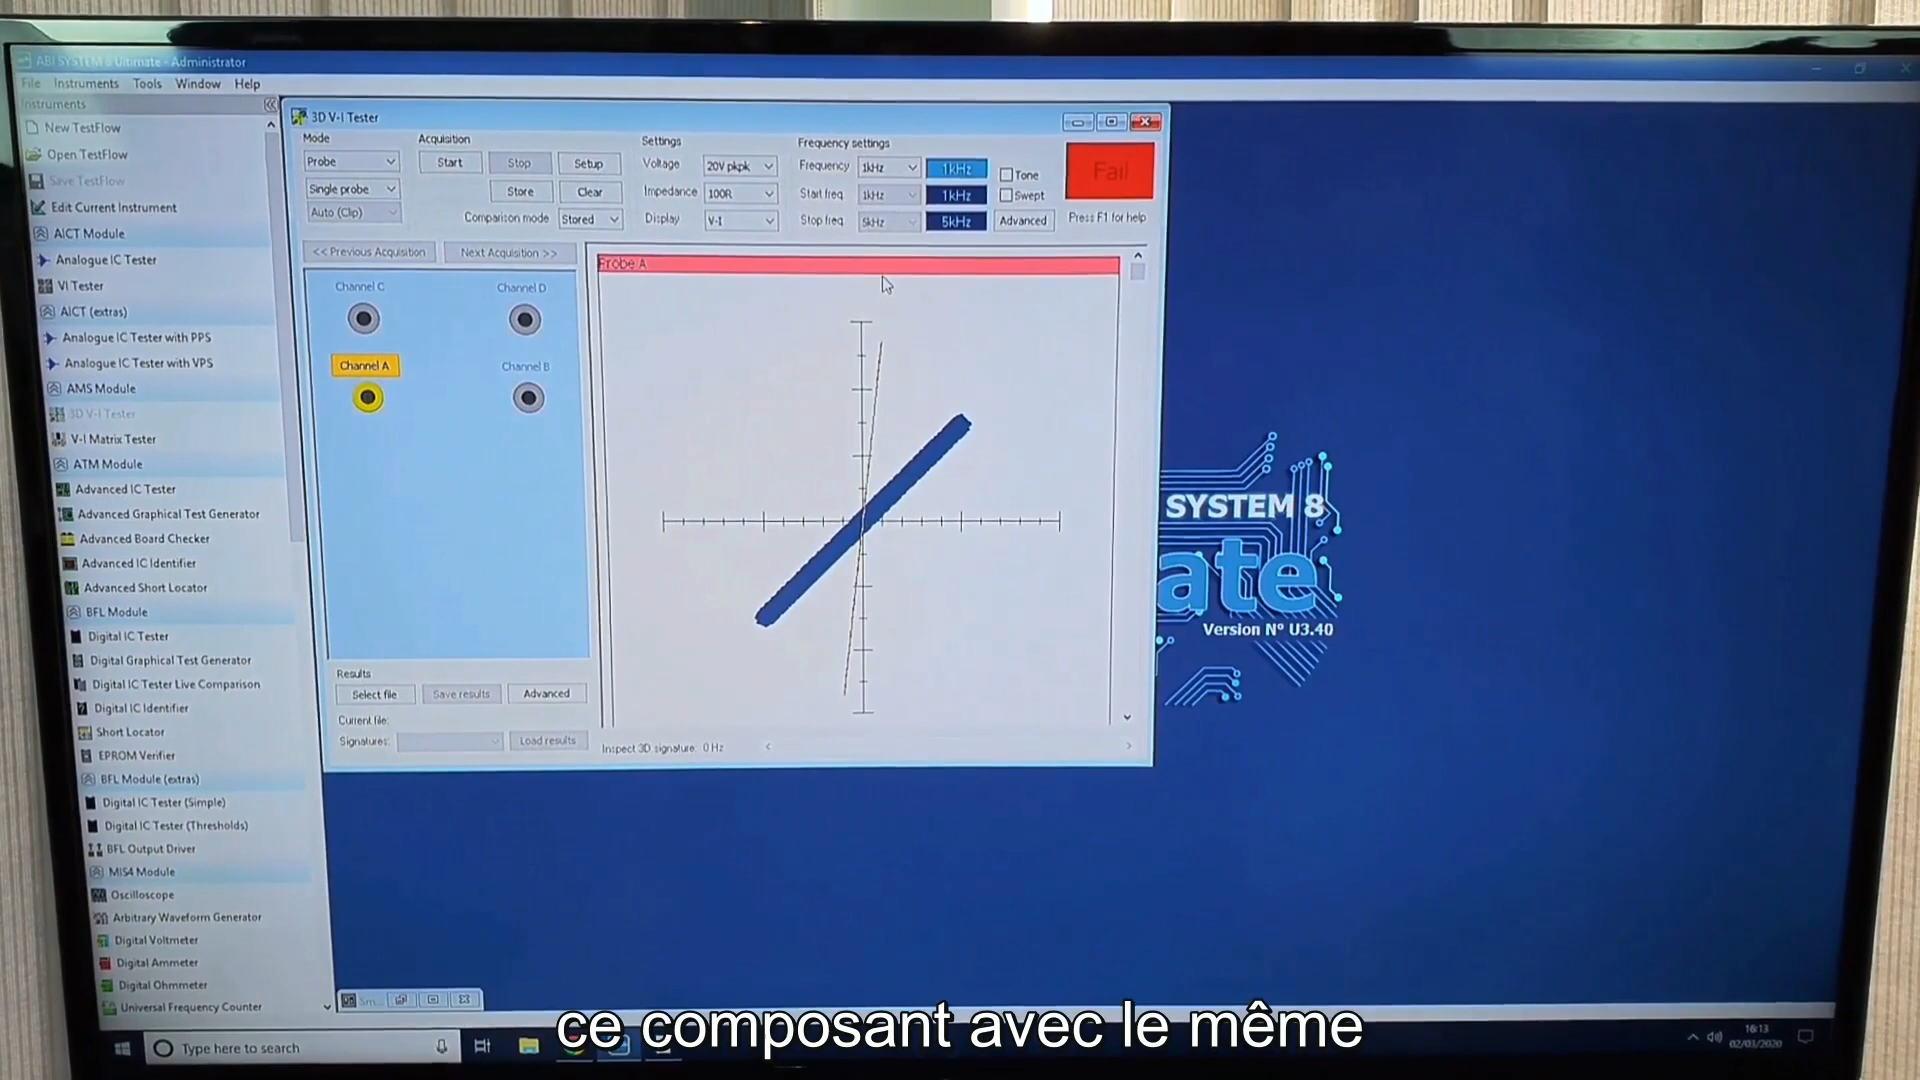 ABI SYSTEM 8 Ultimate - Administrator
File Instruments Tools Window Help
Instruments
New TestFlow
Open TestFlow
Save TestFlow
Edit Current Instrument
AICT Module
Analogue IC Tester
VI Tester
AICT (extras)
Analogue IC Tester with PPS
Analogue IC Tester with VPS
AMS Module
3D V-I Tester
V-I Matrix Tester
ATM Module
Advanced IC Tester
Advanced Graphical Test Generator
Advanced Board Checker
Advanced IC Identifier
Advanced Short Locator
BFL Module
Digital IC Tester
Digital Graphical Test Generator
Digital IC Tester Live Comparison
Digital IC Identifier
Short Locator
EPROM Verifier
BFL Module (extras)
Digital IC Tester (Simple)
Digital IC Tester (Thresholds)
BFL Output Driver
MIS4 Module
Oscilloscope
Arbitrary Waveform Generator
Digital Voltmeter
Digital Ammeter
Digital Ohmmeter
Universal Frequency Counter
3D V-I Tester
Mode
Probe
Single probe
Auto (Clip)
Acquisition
Start Stop Setup
Store Clear
Comparison mode Stored
Settings
Voltage 20V pkpk
Impedance 100R
Display V-I
Frequency settings
Frequency 1kHz 1kHz
Start freq 1kHz 1kHz
Stop freq 5kHz 5kHz
Tone
Swept
Advanced
Fail
Press F1 for help
<< Previous Acquisition Next Acquisition >>
Channel C Channel D
Channel A Channel B
Probe A
Results
Select file Save results Advanced
Current file:
Signatures: Load results
Inspect 3D signature: 0 Hz
SYSTEM 8
ate
Version N° U3.40
Sm...
Type here to search
16:13
02/03/2020
ce composant avec le même